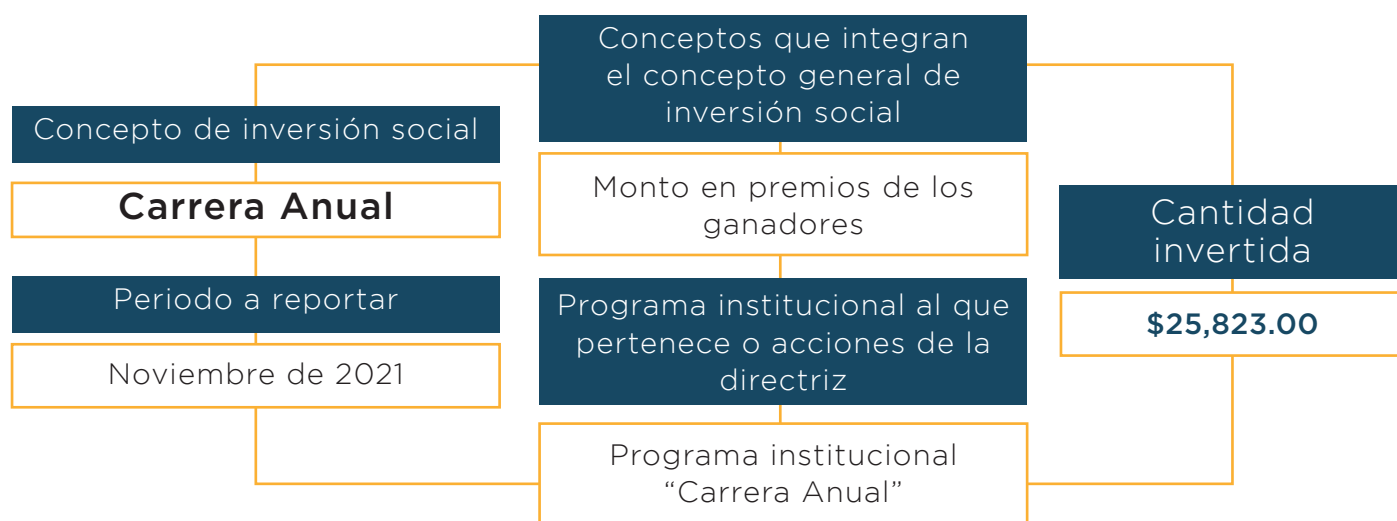 Concepto de inversión social
Carrera Anual
Periodo a reportar
Noviembre de 2021
Conceptos que integran
el concepto general de
inversión social
Monto en premios de los
ganadores
Programa institucional al que
pertenece o acciones de la
directriz
Programa institucional
“Carrera Anual”
Cantidad
invertida
$25,823.00